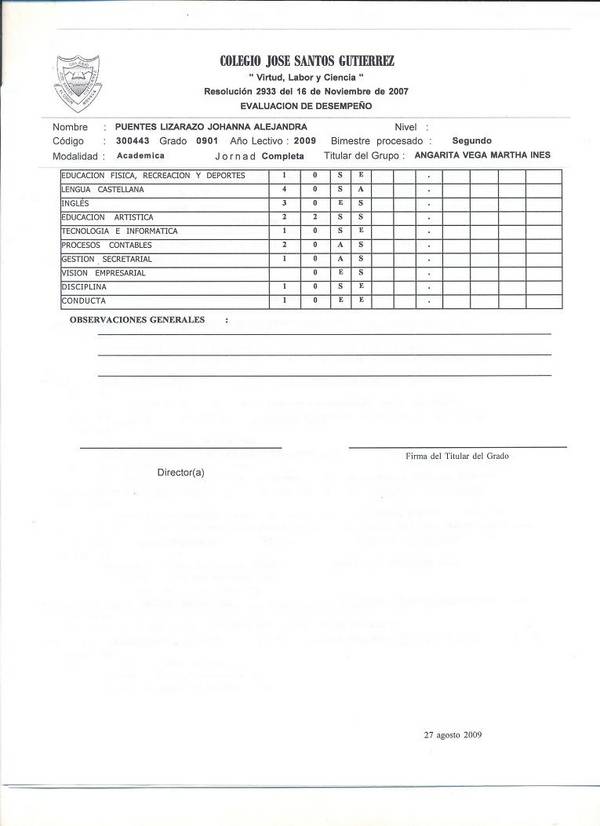 COLEGIO JOSE SANTOS GUTIERREZ
" Virtud, Labor y Ciencia "
Resolución 2933 del 16 de Noviembre de 2007
EVALUACION DE DESEMPEÑO
Nombre : PUENTES LIZARAZO JOHANNA ALEJANDRA Nivel :
Código : 300443 Grado 0901 Año Lectivo : 2009 Bimestre procesado : Segundo
Modalidad : Academica Jornad Completa Titular del Grupo : ANGARITA VEGA MARTHA INES
EDUCACION FISICA, RECREACION Y DEPORTES 1 0 S E .
LENGUA CASTELLANA 4 0 S A .
INGLÉS 3 0 E S .
EDUCACION ARTISTICA 2 2 S S .
TECNOLOGIA E INFORMATICA 1 0 S E .
PROCESOS CONTABLES 2 0 A S .
GESTION SECRETARIAL 1 0 A S .
VISION EMPRESARIAL 0 E S .
DISCIPLINA 1 0 S E .
CONDUCTA 1 0 E E .
OBSERVACIONES GENERALES :
Firma del Titular del Grado
Director(a)
27 agosto 2009